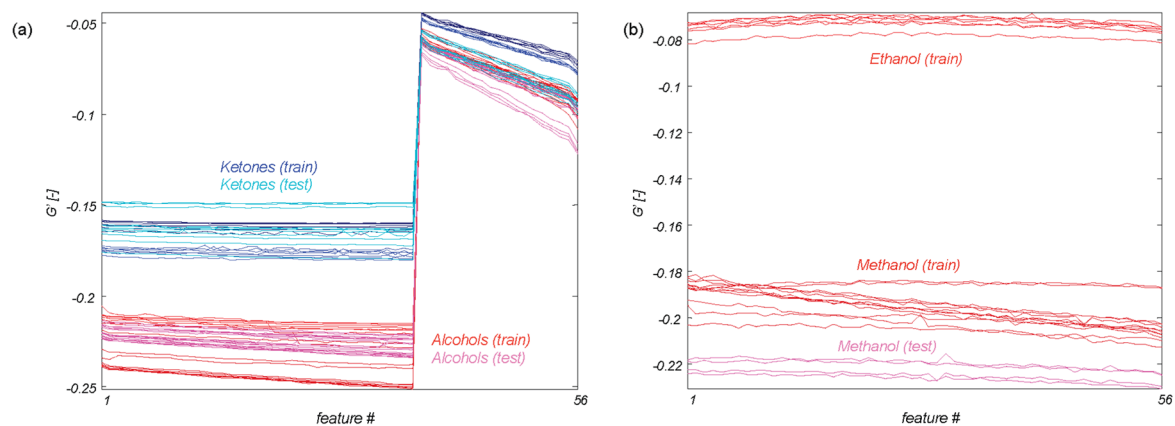 (a)
-0.05
-0.1
-0.15
-0.2
-0.25
G' [-]
Ketones (train)
Ketones (test)
Alcohols (train)
Alcohols (test)
1
56
feature #
(b)
-0.08
-0.1
-0.12
-0.14
-0.16
-0.18
-0.2
-0.22
G' [-]
Ethanol (train)
Methanol (train)
Methanol (test)
1
56
feature #